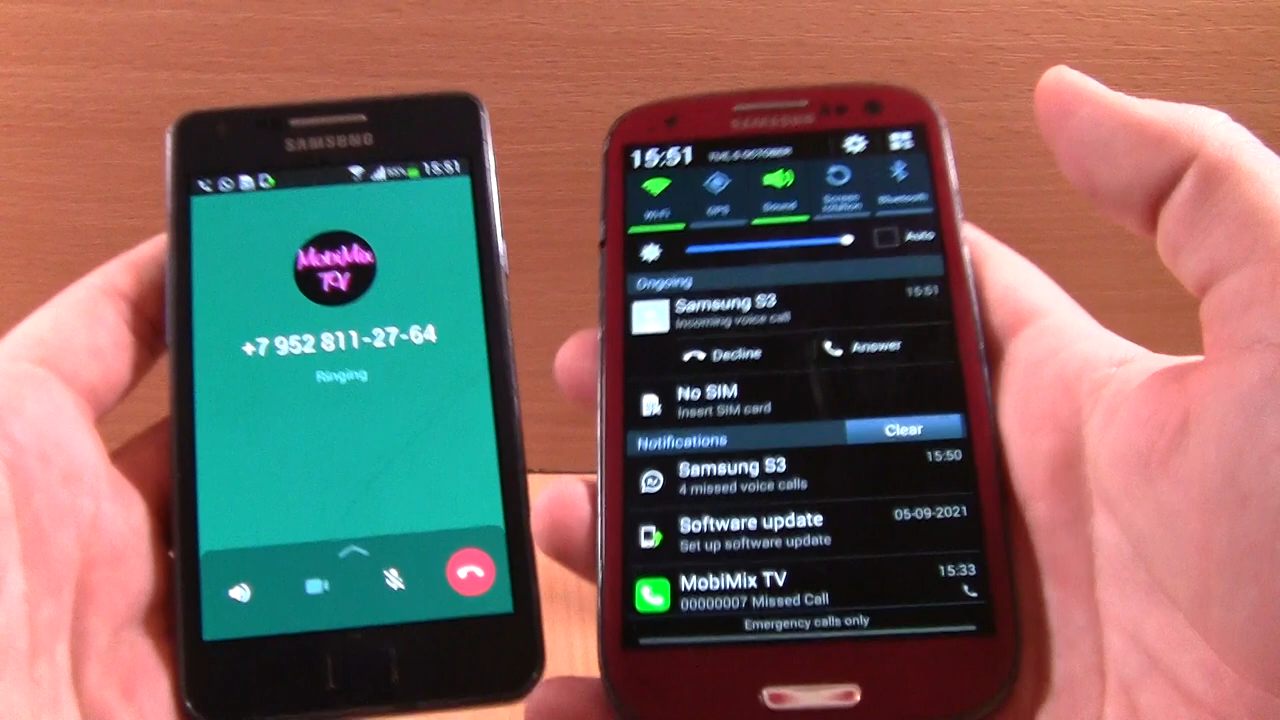 SAMSUNG
15:51
MobiMix
TV
+7 952 811-27-64
Ringing
SAMSUNG
15:51 TUE, 5 OCTOBER
Wi-Fi GPS Sound Screen rotation Bluetooth
Auto
Ongoing
Samsung S3 15:51
Incoming voice call
Decline Answer
No SIM
Insert SIM card
Notifications Clear
Samsung S3 15:50
4 missed voice calls
Software update 05-09-2021
Set up software update
MobiMix TV 15:33
00000007 Missed Call
Emergency calls only